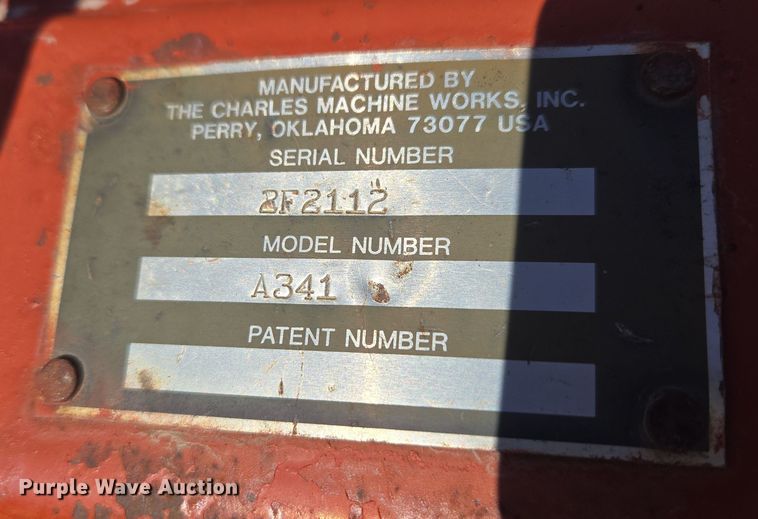 MANUFACTURED BY
THE CHARLES MACHINE WORKS, INC.
PERRY, OKLAHOMA 73077 USA
SERIAL NUMBER
2F2112
MODEL NUMBER
A341
PATENT NUMBER
Purple Wave Auction